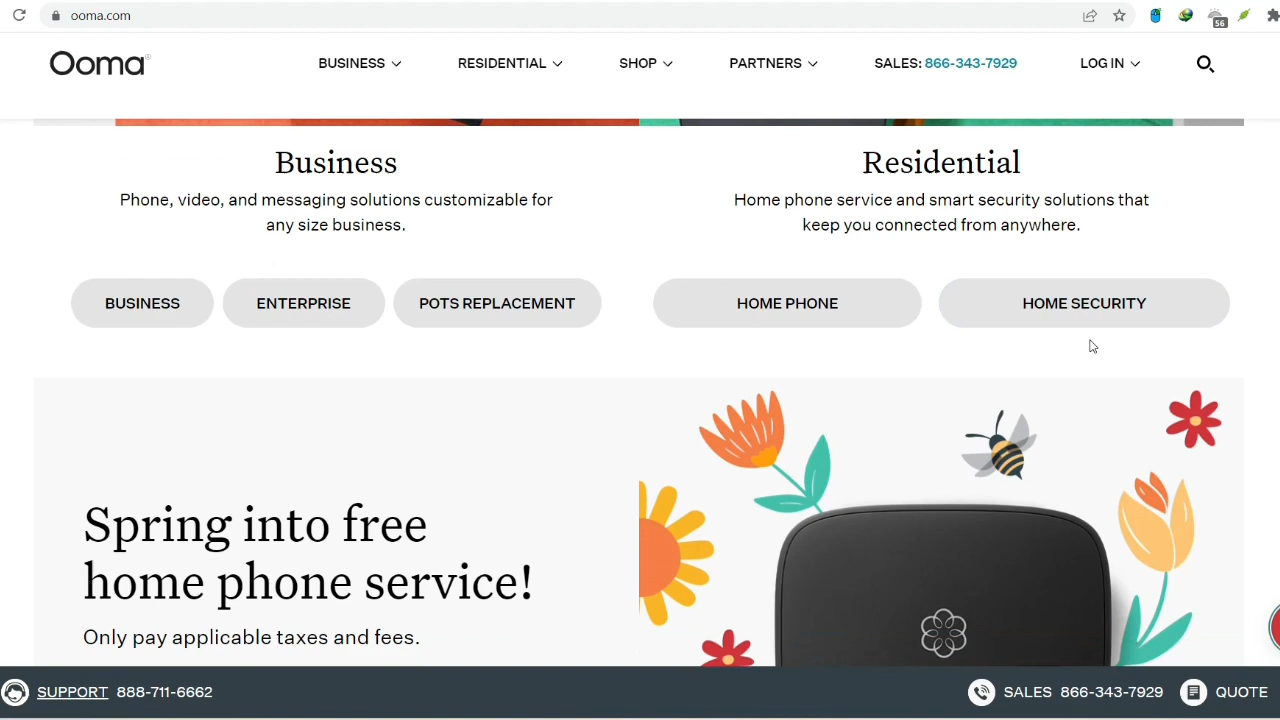 ooma.com
56
Ooma
BUSINESS
RESIDENTIAL
SHOP
PARTNERS
SALES: 866-343-7929
LOG IN
Business
Phone, video, and messaging solutions customizable for
any size business.
BUSINESS
ENTERPRISE
POTS REPLACEMENT
Residential
Home phone service and smart security solutions that
keep you connected from anywhere.
HOME PHONE
HOME SECURITY
Spring into free
home phone service!
Only pay applicable taxes and fees.
SUPPORT 888-711-6662
SALES 866-343-7929
QUOTE